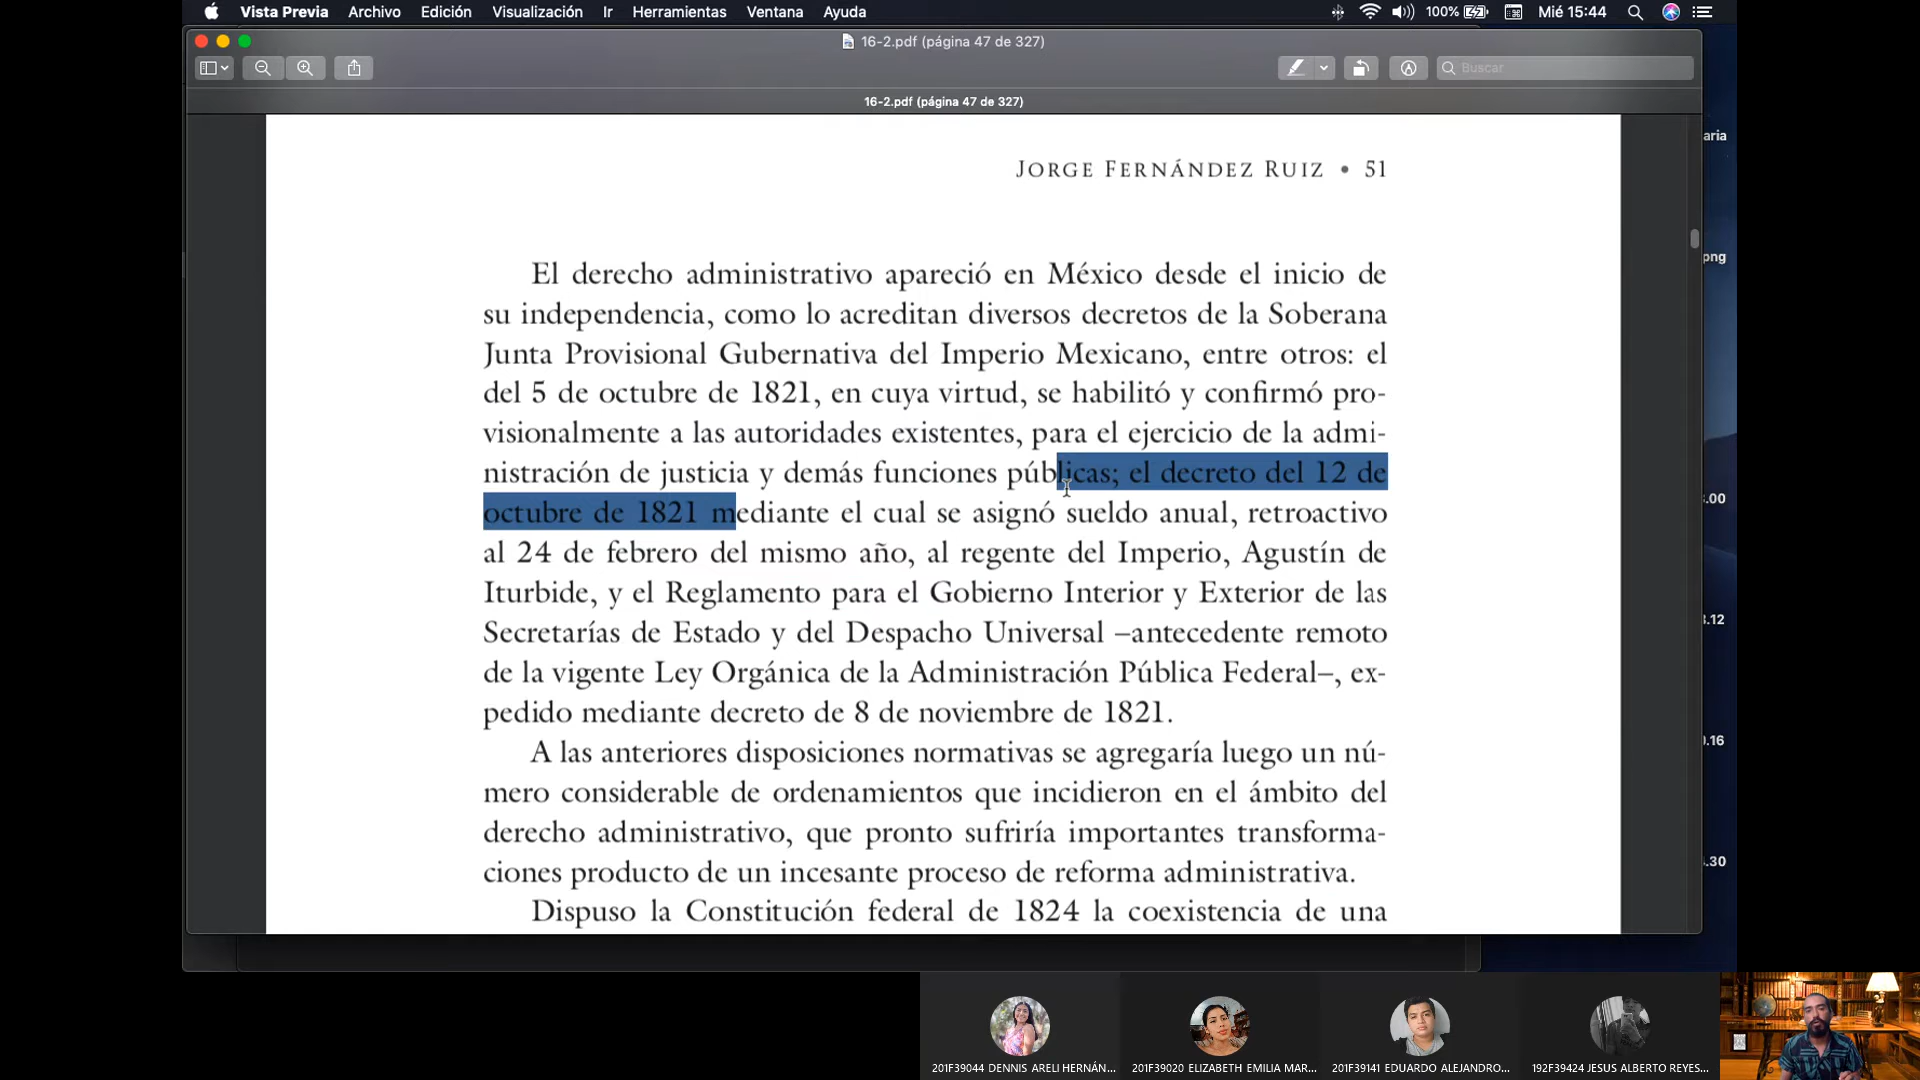 Vista Previa Archivo Edición Visualización Ir Herramientas Ventana Ayuda 100% Mié 15:44
16-2.pdf (página 47 de 327)
Buscar
16-2.pdf (página 47 de 327)
JORGE FERNÁNDEZ RUIZ • 51
El derecho administrativo apareció en México desde el inicio de
su independencia, como lo acreditan diversos decretos de la Soberana
Junta Provisional Gubernativa del Imperio Mexicano, entre otros: el
del 5 de octubre de 1821, en cuya virtud, se habilitó y confirmó pro-
visionalmente a las autoridades existentes, para el ejercicio de la admi-
nistración de justicia y demás funciones públicas; el decreto del 12 de
octubre de 1821 mediante el cual se asignó sueldo anual, retroactivo
al 24 de febrero del mismo año, al regente del Imperio, Agustín de
Iturbide, y el Reglamento para el Gobierno Interior y Exterior de las
Secretarías de Estado y del Despacho Universal –antecedente remoto
de la vigente Ley Orgánica de la Administración Pública Federal–, ex-
pedido mediante decreto de 8 de noviembre de 1821.
A las anteriores disposiciones normativas se agregaría luego un nú-
mero considerable de ordenamientos que incidieron en el ámbito del
derecho administrativo, que pronto sufriría importantes transforma-
ciones producto de un incesante proceso de reforma administrativa.
Dispuso la Constitución federal de 1824 la coexistencia de una
aria
png
.00
.12
.16
.30
201F39044 DENNIS ARELI HERNÁN...
201F39020 ELIZABETH EMILIA MAR...
201F39141 EDUARDO ALEJANDRO...
192F39424 JESUS ALBERTO REYES...